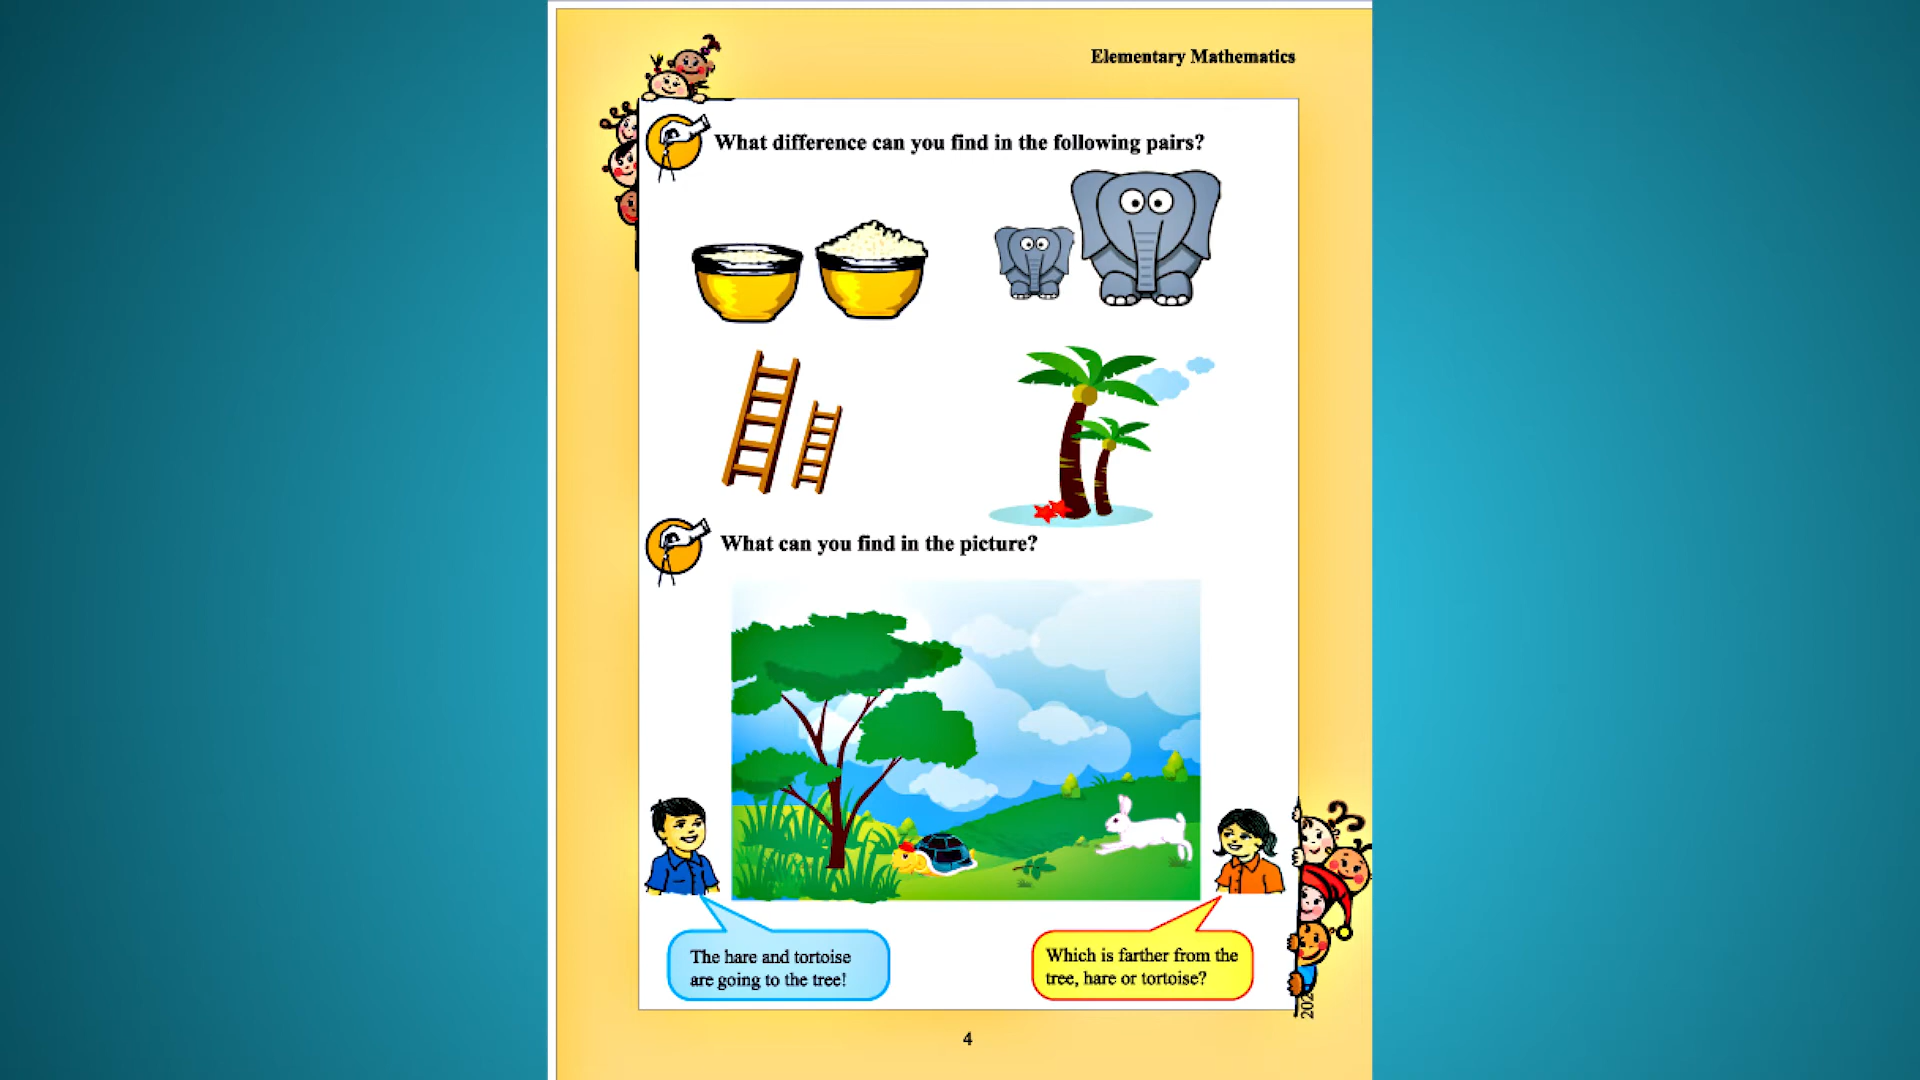 Elementary Mathematics
What difference can you find in the following pairs?
What can you find in the picture?
The hare and tortoise
are going to the tree!
Which is farther from the
tree, hare or tortoise?
202
4